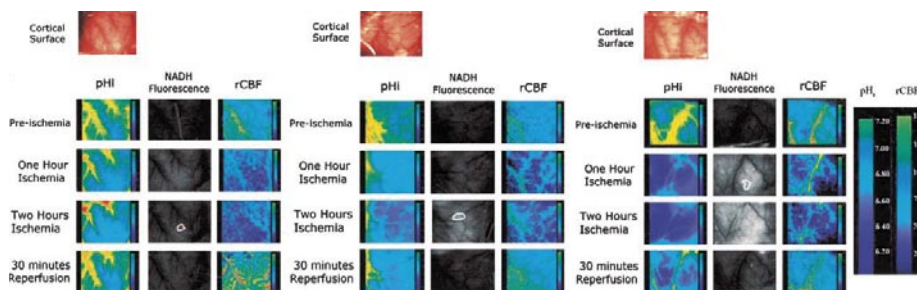 Cortical
Surface
pHi
NADH
Fluorescence
rCBF
Pre-ischemia
One Hour
Ischemia
Two Hours
Ischemia
30 minutes
Reperfusion
Cortical
Surface
pHi
NADH
Fluorescence
rCBF
Pre-ischemia
One Hour
Ischemia
Two Hours
Ischemia
30 minutes
Reperfusion
Cortical
Surface
pHi
NADH
Fluorescence
rCBF
Pre-ischemia
One Hour
Ischemia
Two Hours
Ischemia
30 minutes
Reperfusion
pHi
rCBF
7.20
7.00
6.80
6.60
6.40
6.20